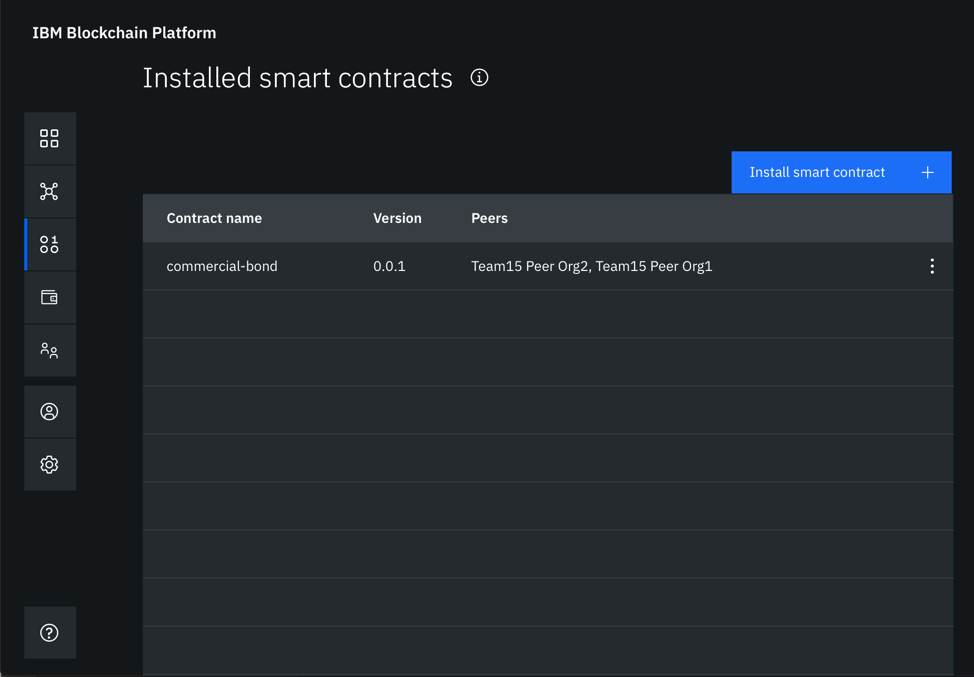 IBM Blockchain Platform
Installed smart contracts
Install smart contract
Contract name Version Peers
commercial-bond 0.0.1 Team15 Peer Org2, Team15 Peer Org1